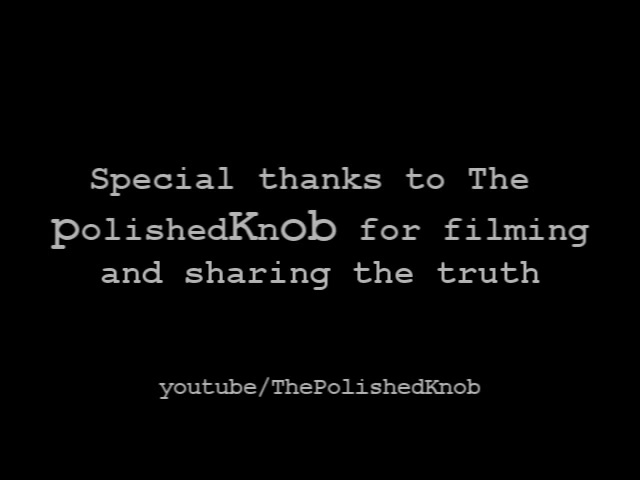 Special thanks to The
polishedKnob for filming
and sharing the truth
youtube/ThePolishedKnob